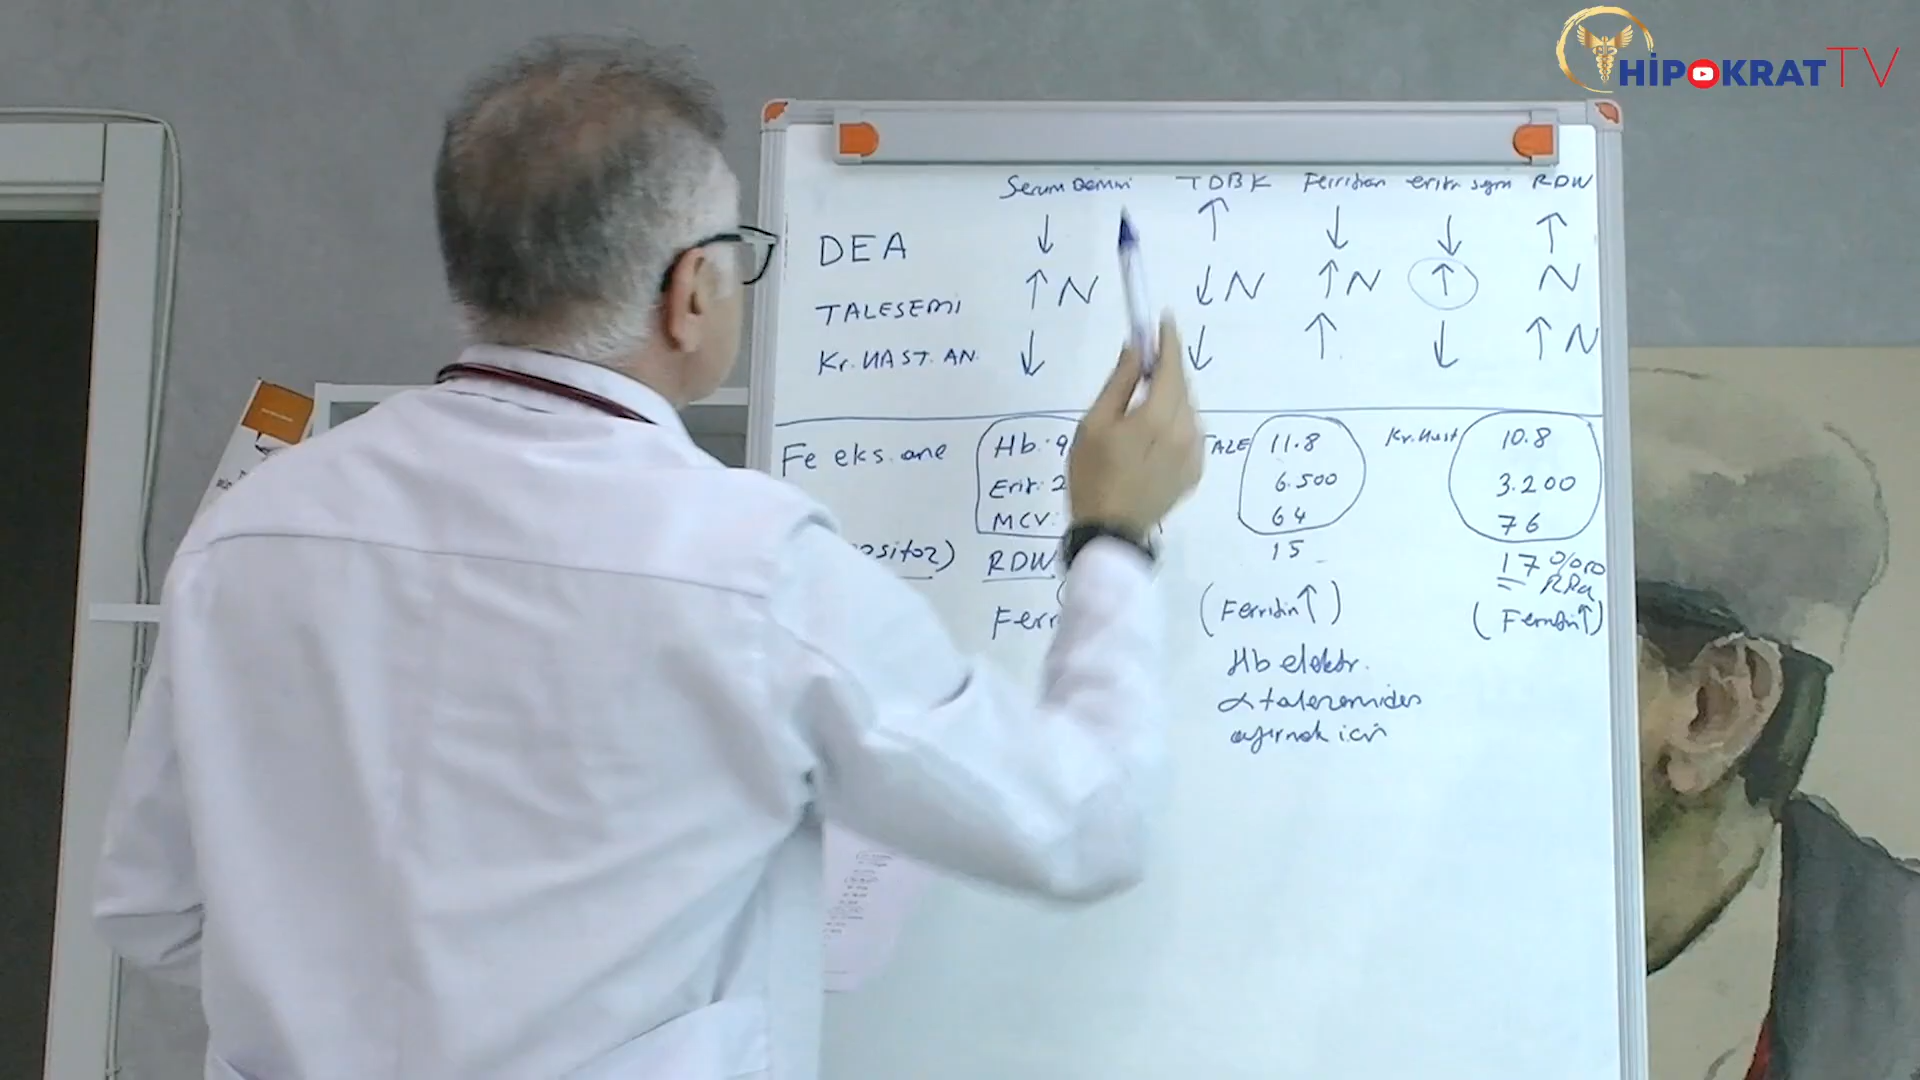 HİPOKRAT TV
Serum Demiri TDBK Ferritin eritr sayısı RDW
DEA ↓ ↑ ↓ ↓ ↑
TALESEMI ↑ N ↓ N ↑ N ↑ N
Kr. HAST. AN. ↓ ↓ ↑ ↓ ↑ N
Fe eks. ane Hb: 9 TALE 11.8 Kr. Hast 10.8
Erit: 2 6.500 3.200
MCV: 64 76
RDW 15 17 %
(Ferritin ↑) (Ferritin ↑)
Hb elektr.
α talezemiden
ayırmak için